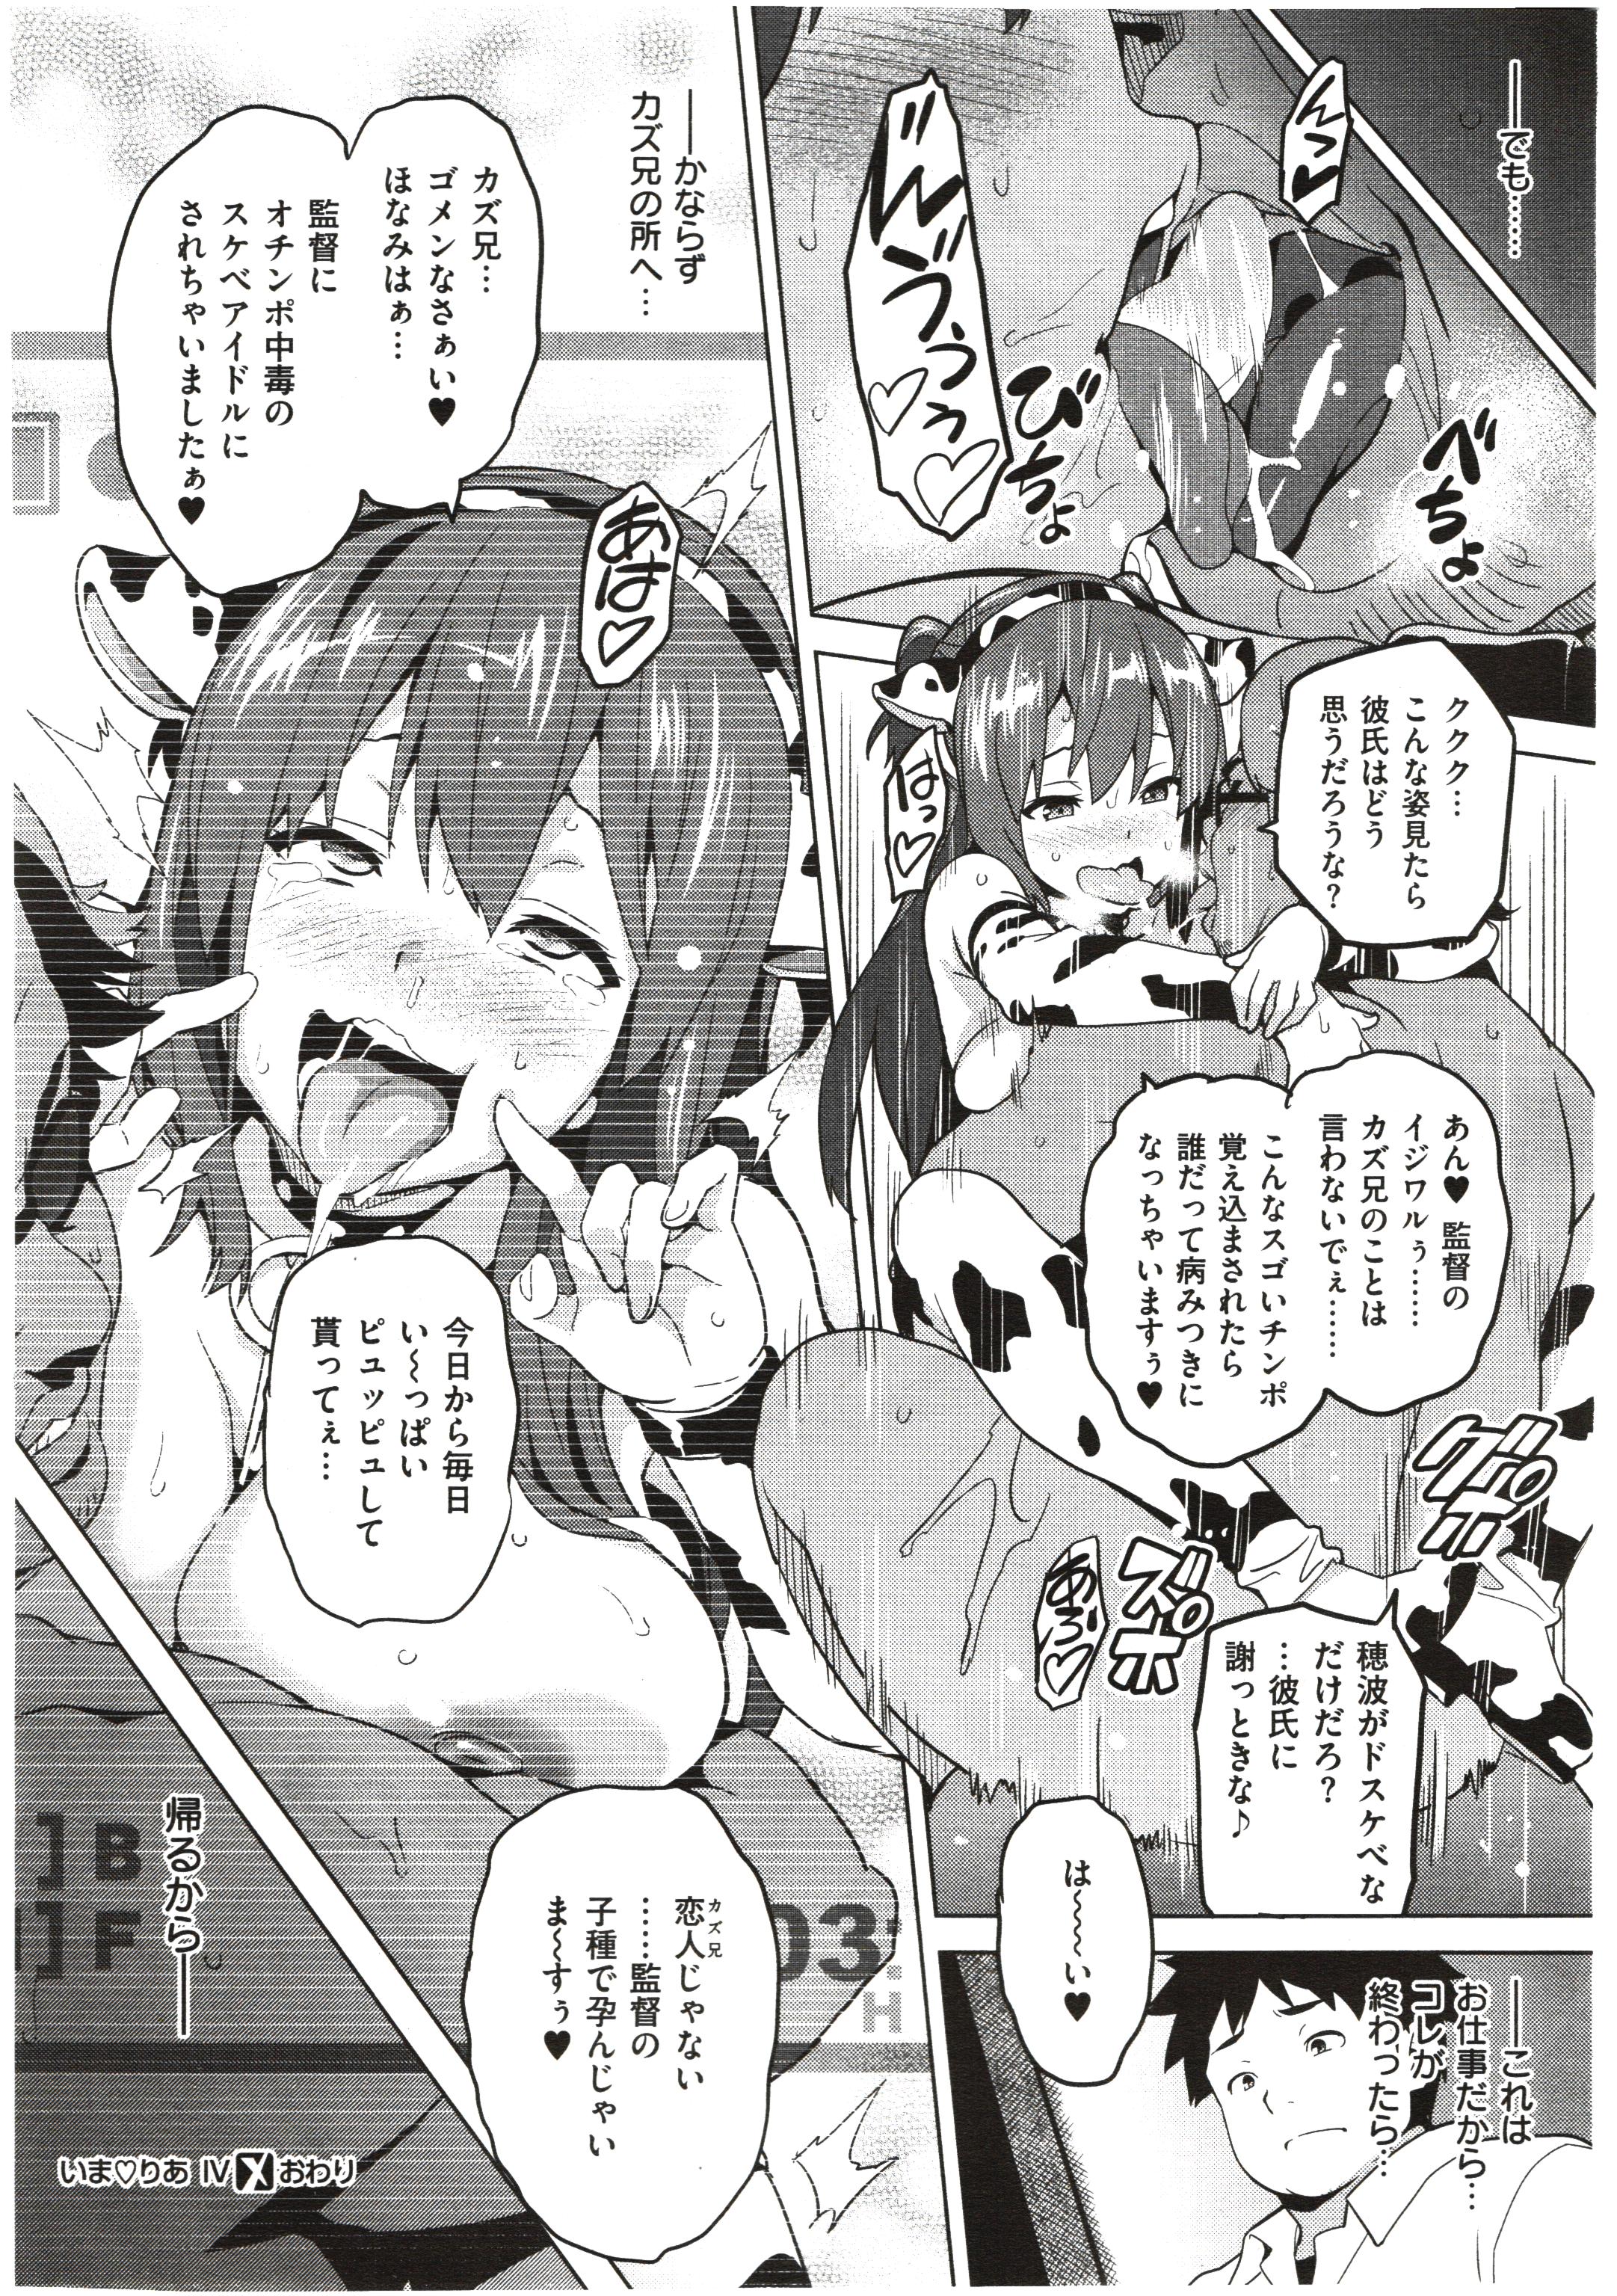 ――でも……
んっ♥
ん゛ん゛ぅぅぅ♡♡
びちょ
べちょ
ククク…
こんな姿見たら
彼氏はどう
思うだろうな?
はっ♡
あん♥監督の
イジワルぅ……
カズ兄のことは
言わないでぇ……
こんなスゴいチンポ
覚え込まされたら
誰だって病みつきに
なっちゃいますぅ♥
グポ
ズポ
あふ♡
穂波がドスケベな
だけだろ?
…彼氏に
謝っときな♪
は〜〜い♥
――これは
お仕事だから…
コレが
終わったら…
――かならず
カズ兄の所へ…
カズ兄…
ゴメンなさぁい♥
ほなみはぁ…
監督に
オチンポ中毒の
スケベアイドルに
されちゃいましたぁ♥
あは♡
今日から毎日
い〜っぱい
ピュッピュして
貰ってぇ…
恋人じゃない
カズ兄
……監督の
子種で孕んじゃい
ま〜すぅ♥
帰るから――
]B
]F
03:
H
いま♡りあ Ⅳ X おわり